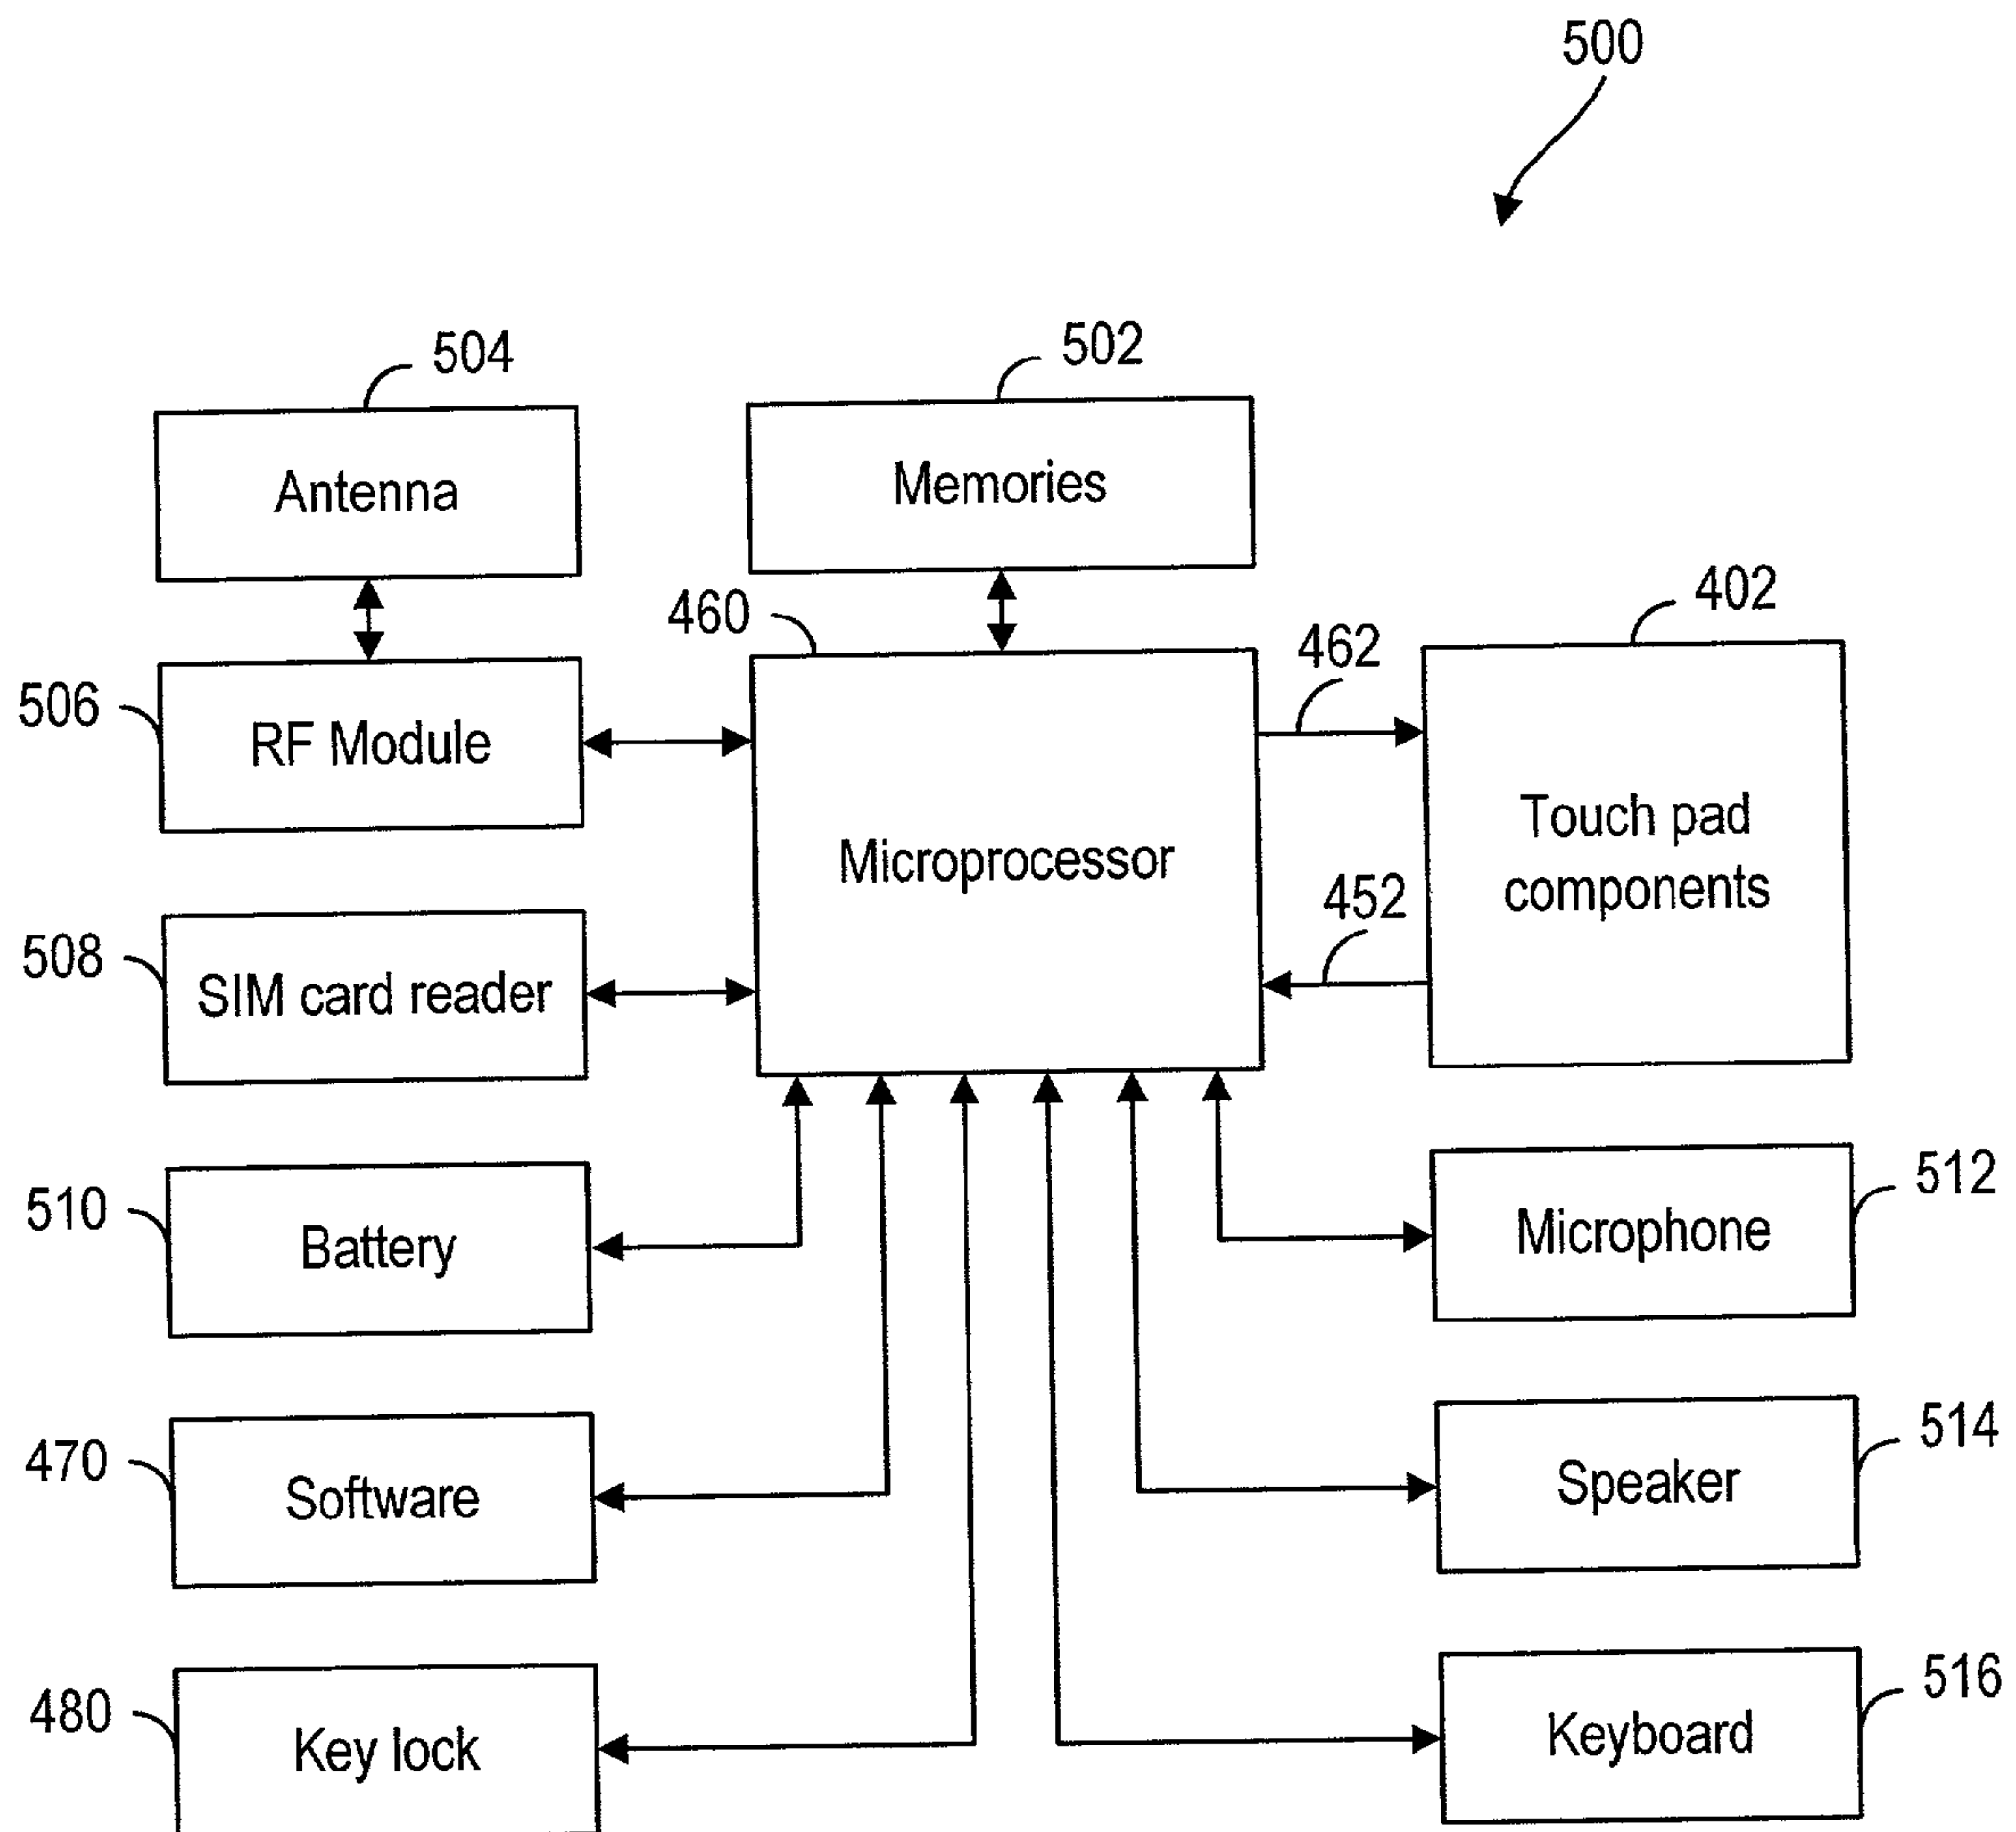 500
504
502
Antenna
Memories
460
462
402
506
RF Module
Microprocessor
Touch pad
components
452
508
SIM card reader
510
Battery
Microphone
512
470
Software
Speaker
514
480
Key lock
Keyboard
516